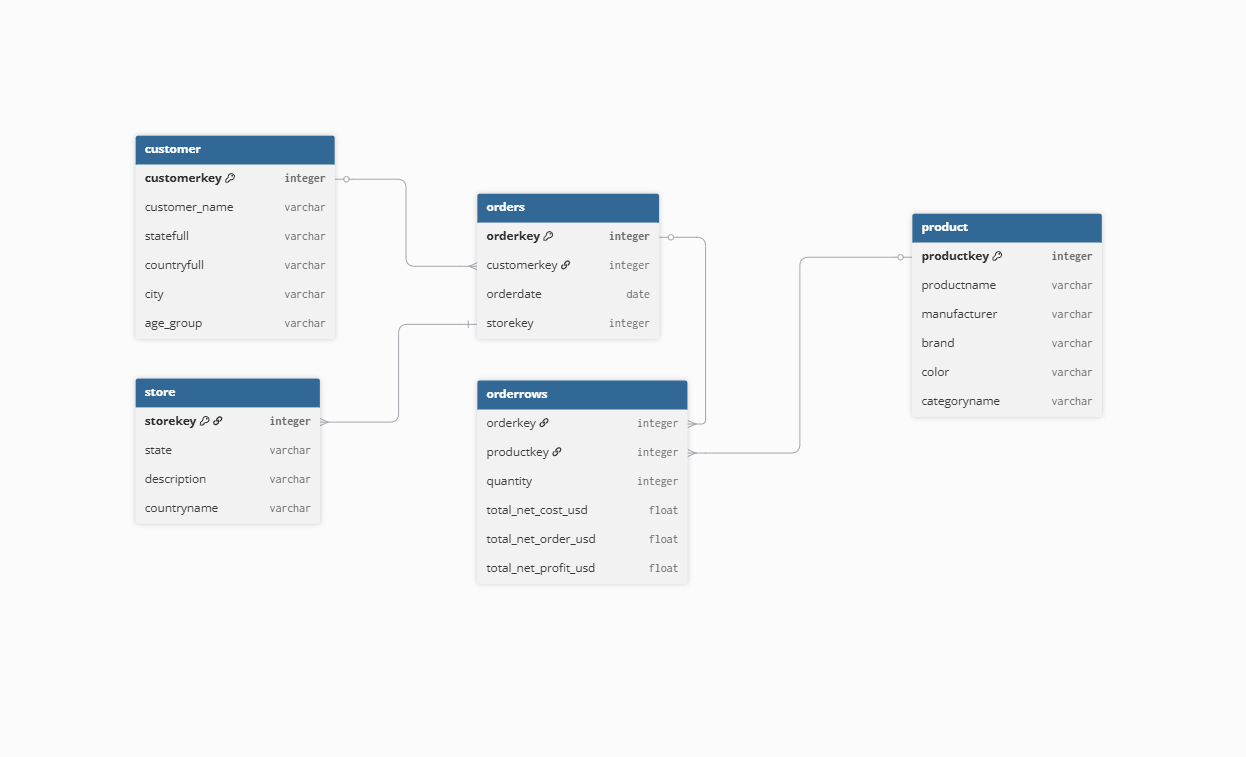 customer
customerkey integer
customer_name varchar
statefull varchar
countryfull varchar
city varchar
age_group varchar
store
storekey integer
state varchar
description varchar
countryname varchar
orders
orderkey integer
customerkey integer
orderdate date
storekey integer
orderrows
orderkey integer
productkey integer
quantity integer
total_net_cost_usd float
total_net_order_usd float
total_net_profit_usd float
product
productkey integer
productname varchar
manufacturer varchar
brand varchar
color varchar
categoryname varchar